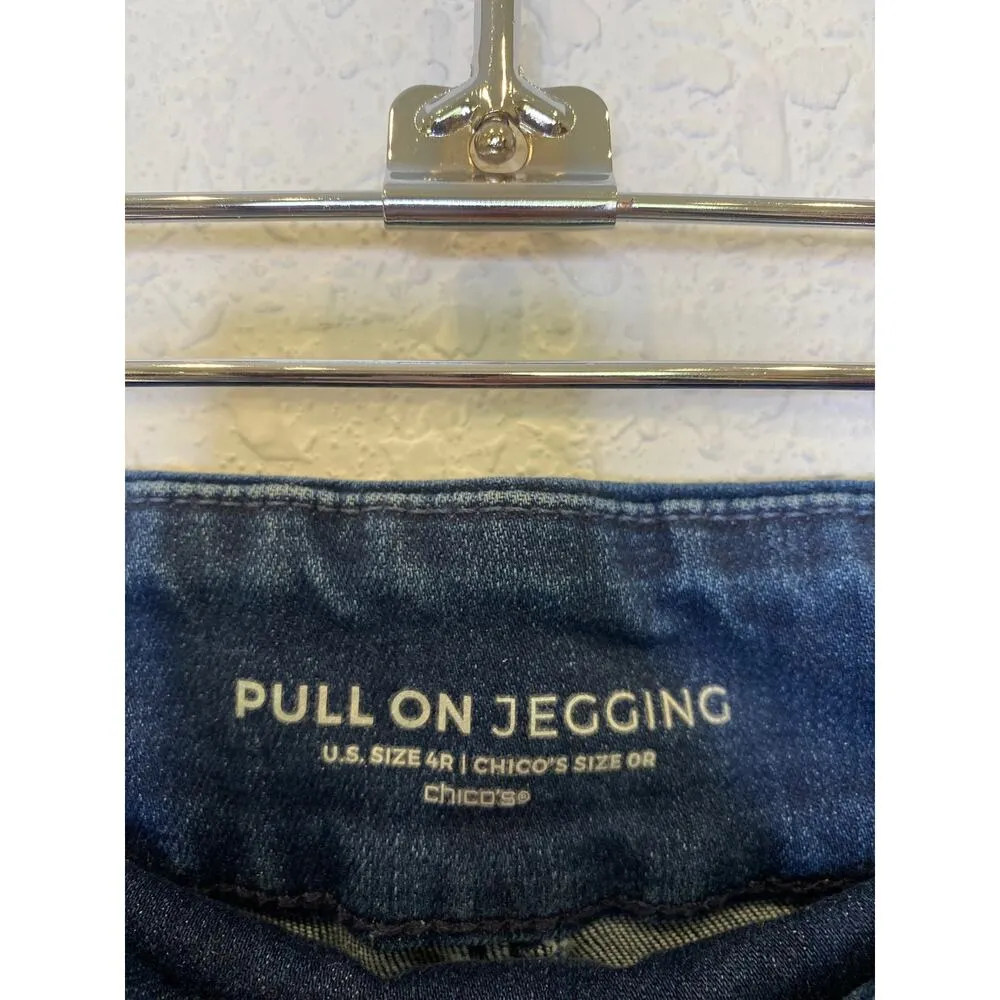 PULL ON JEGGING
U.S. SIZE 4R | CHICO'S SIZE 0R
chico's®